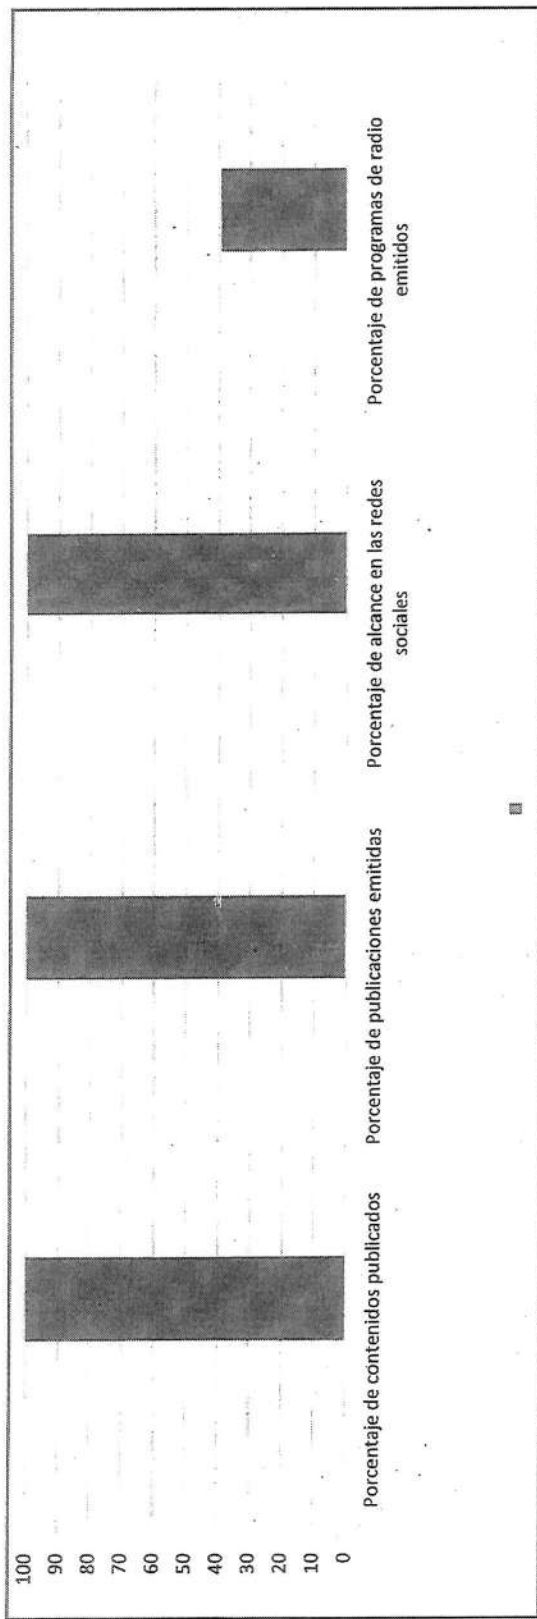 100
90
80
70
60
50
40
30
20
10
0
Porcentaje de contenidos publicados
Porcentaje de publicaciones emitidas
Porcentaje de alcance en las redes
sociales
Porcentaje de programas de radio
emitidos